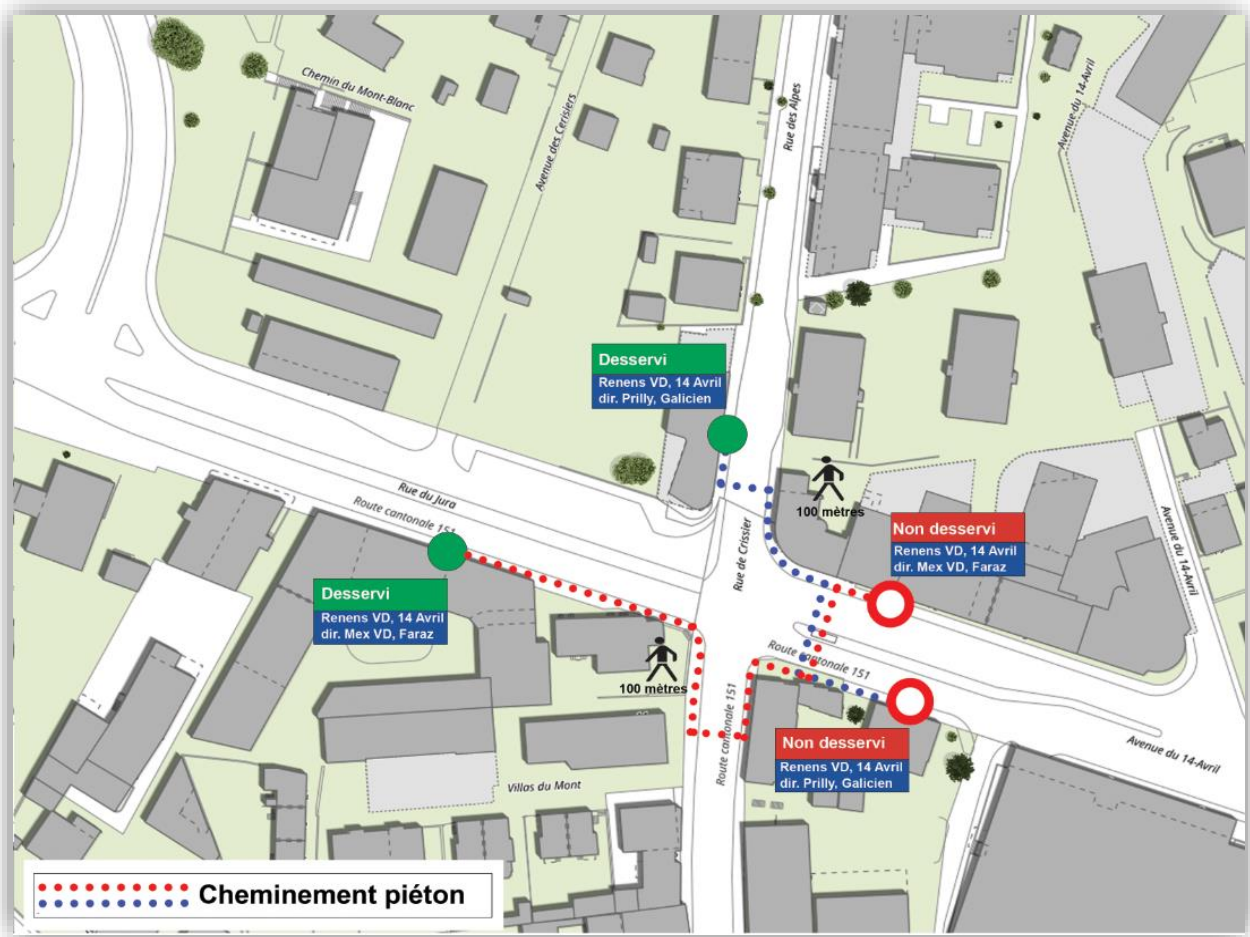 Chemin du Mont-Blanc
Avenue des Cerisiers
Rue des Alpes
Avenue du 14-Avril
Desservi
Renens VD, 14 Avril
dir. Prilly, Galicien
Rue du Jura
Route cantonale 151
Rue de Crissier
100 mètres
Non desservi
Renens VD, 14 Avril
dir. Mex VD, Faraz
Avenue du 14-Avril
Desservi
Renens VD, 14 Avril
dir. Mex VD, Faraz
100 mètres
Route cantonale 151
Route cantonale 151
Non desservi
Renens VD, 14 Avril
dir. Prilly, Galicien
Avenue du 14-Avril
Villas du Mont
Cheminement piéton